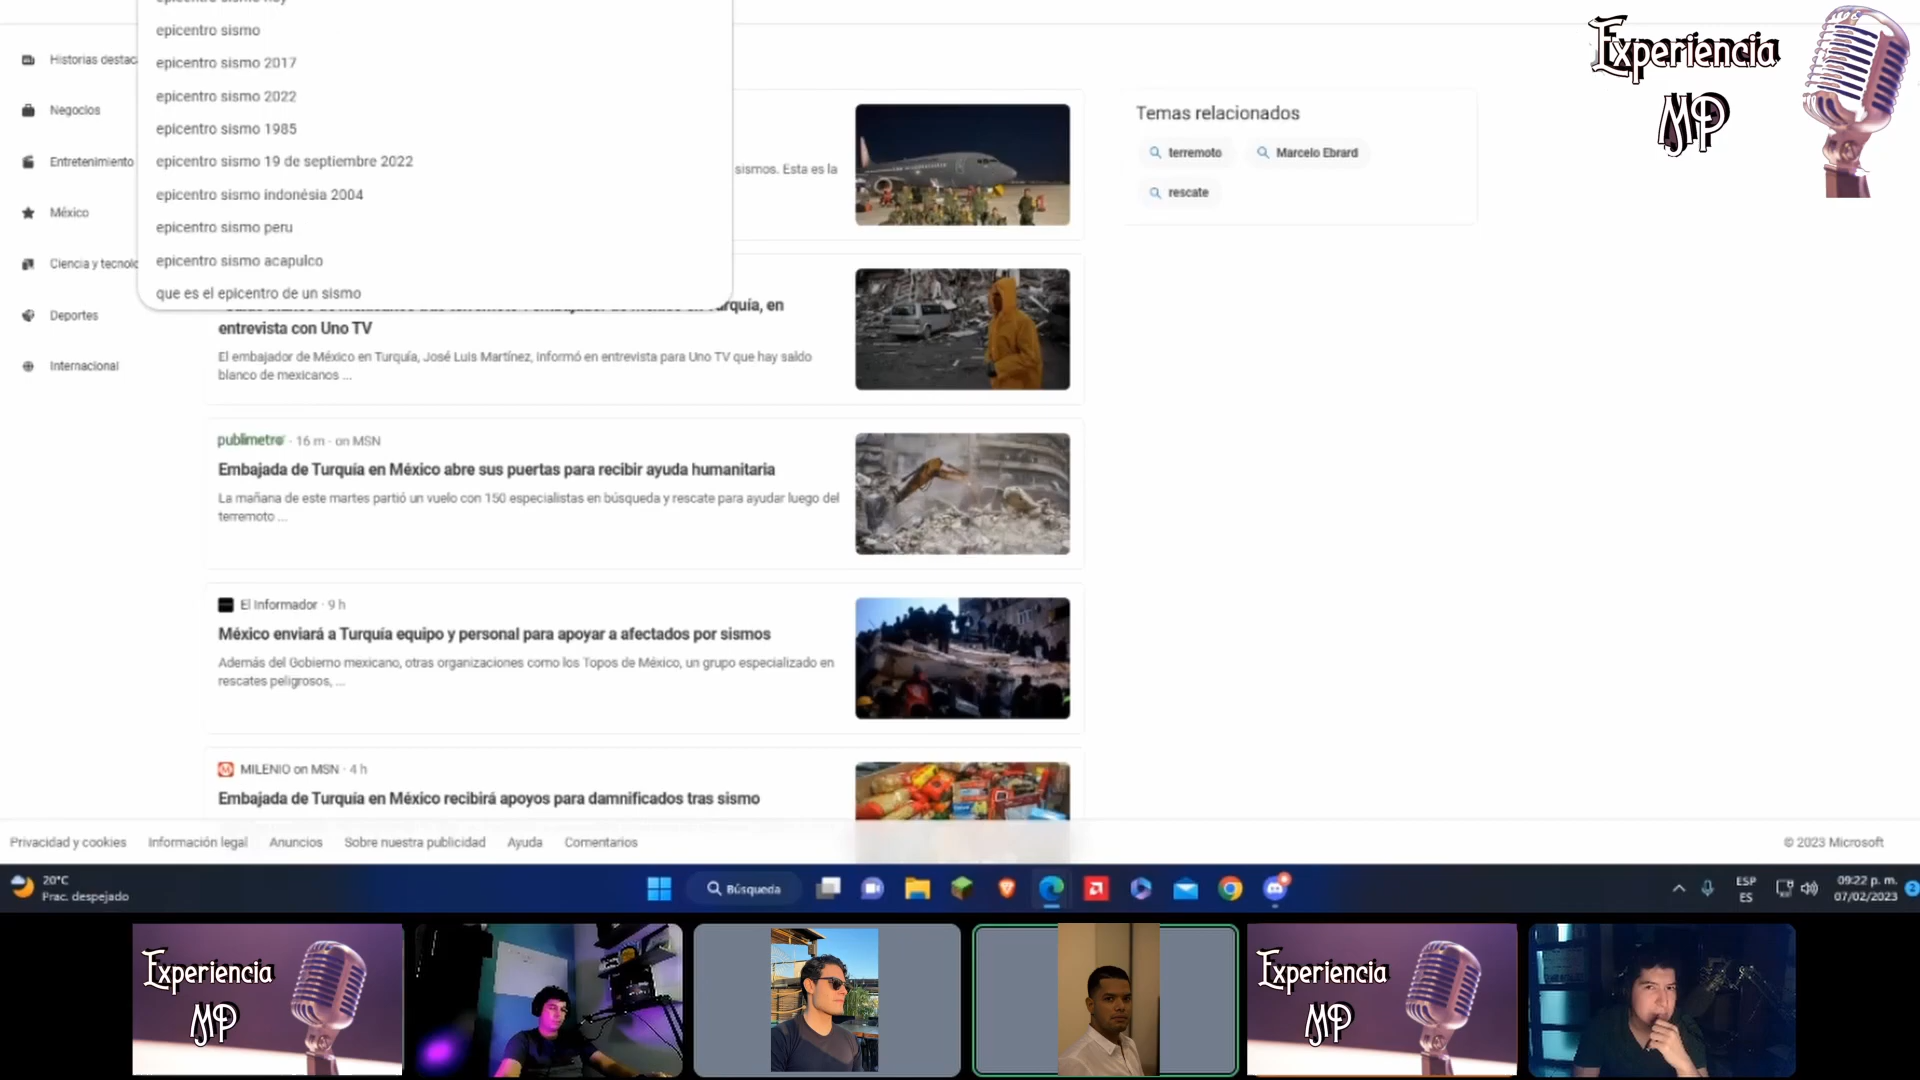 epicentro sismo hoy
epicentro sismo
epicentro sismo 2017
epicentro sismo 2022
epicentro sismo 1985
epicentro sismo 19 de septiembre 2022
epicentro sismo indonésia 2004
epicentro sismo peru
epicentro sismo acapulco
que es el epicentro de un sismo
Historias destac
Negocios
Entretenimiento
México
Ciencia y tecnolo
Deportes
Internacional
sismos. Esta es la
Turquía, en
entrevista con Uno TV
El embajador de México en Turquía, José Luis Martínez, informó en entrevista para Uno TV que hay saldo
blanco de mexicanos ...
publimetro · 16 m · on MSN
Embajada de Turquía en México abre sus puertas para recibir ayuda humanitaria
La mañana de este martes partió un vuelo con 150 especialistas en búsqueda y rescate para ayudar luego del
terremoto ...
El Informador · 9 h
México enviará a Turquía equipo y personal para apoyar a afectados por sismos
Además del Gobierno mexicano, otras organizaciones como los Topos de México, un grupo especializado en
rescates peligrosos, ...
MILENIO on MSN · 4 h
Embajada de Turquía en México recibirá apoyos para damnificados tras sismo
Temas relacionados
terremoto
Marcelo Ebrard
rescate
Experiencia
MP
Privacidad y cookies
Información legal
Anuncios
Sobre nuestra publicidad
Ayuda
Comentarios
© 2023 Microsoft
20°C
Prac. despejado
Búsqueda
ESP
ES
09:22 p. m.
07/02/2023
2
Experiencia
MP
Experiencia
MP